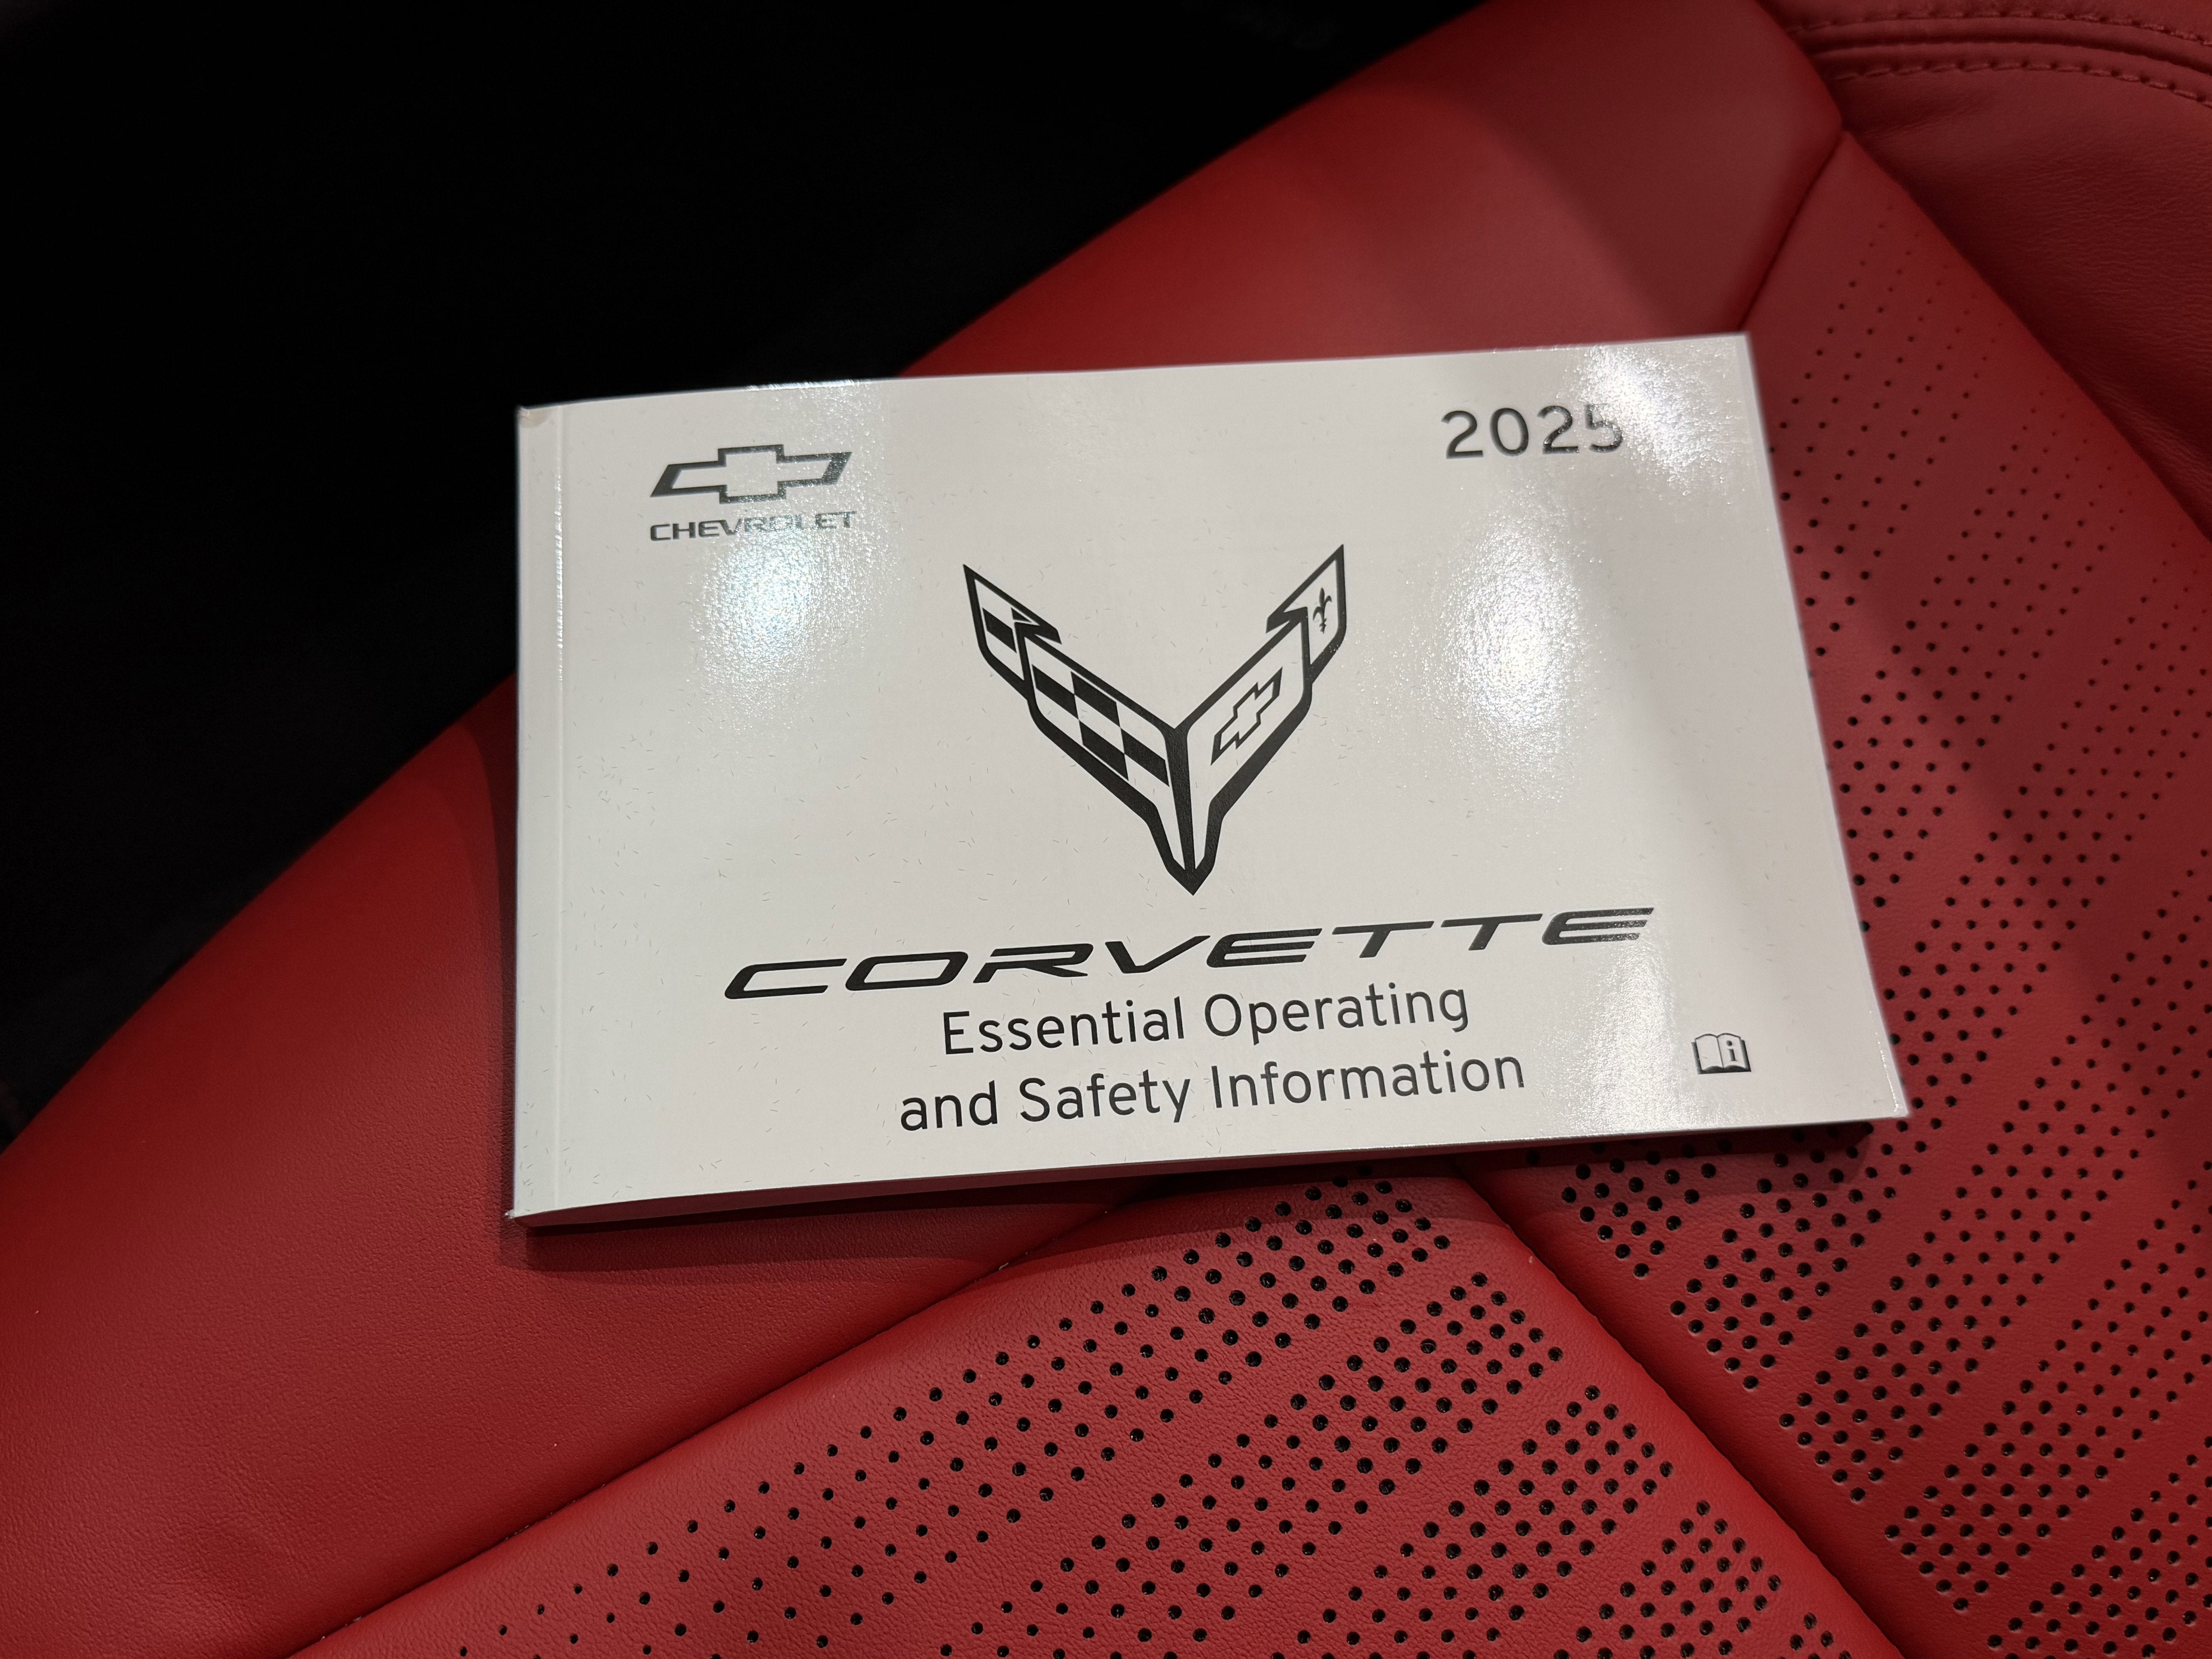 CHEVROLET
2025
CORVETTE
Essential Operating
and Safety Information